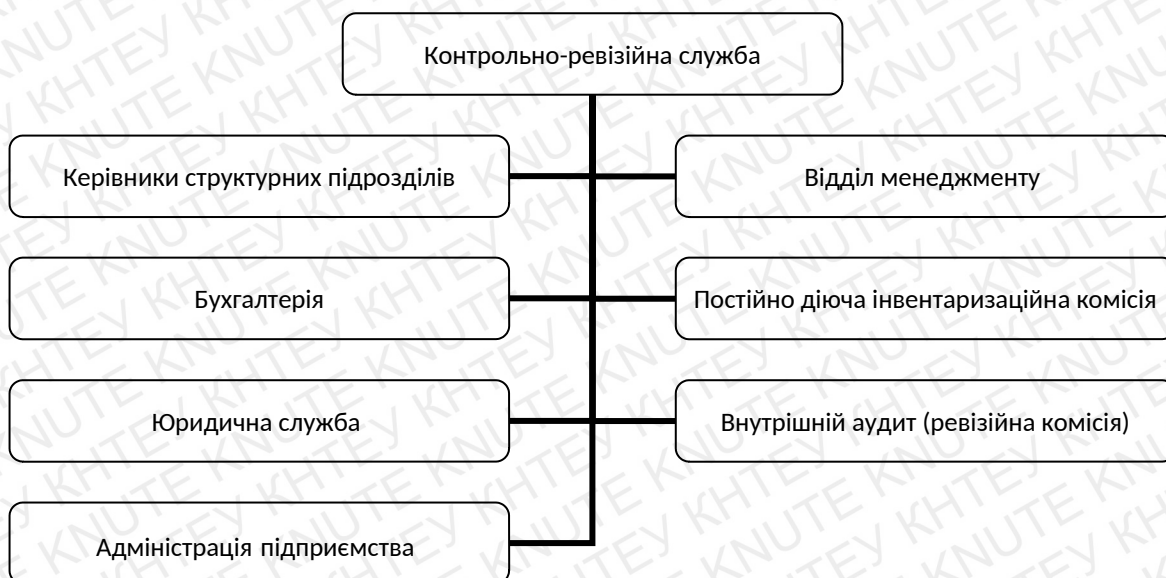 Контрольно-ревізійна служба
Керівники структурних підрозділів
Відділ менеджменту
Бухгалтерія
Постійно діюча інвентаризаційна комісія
Юридична служба
Внутрішній аудит (ревізійна комісія)
Адміністрація підприємства